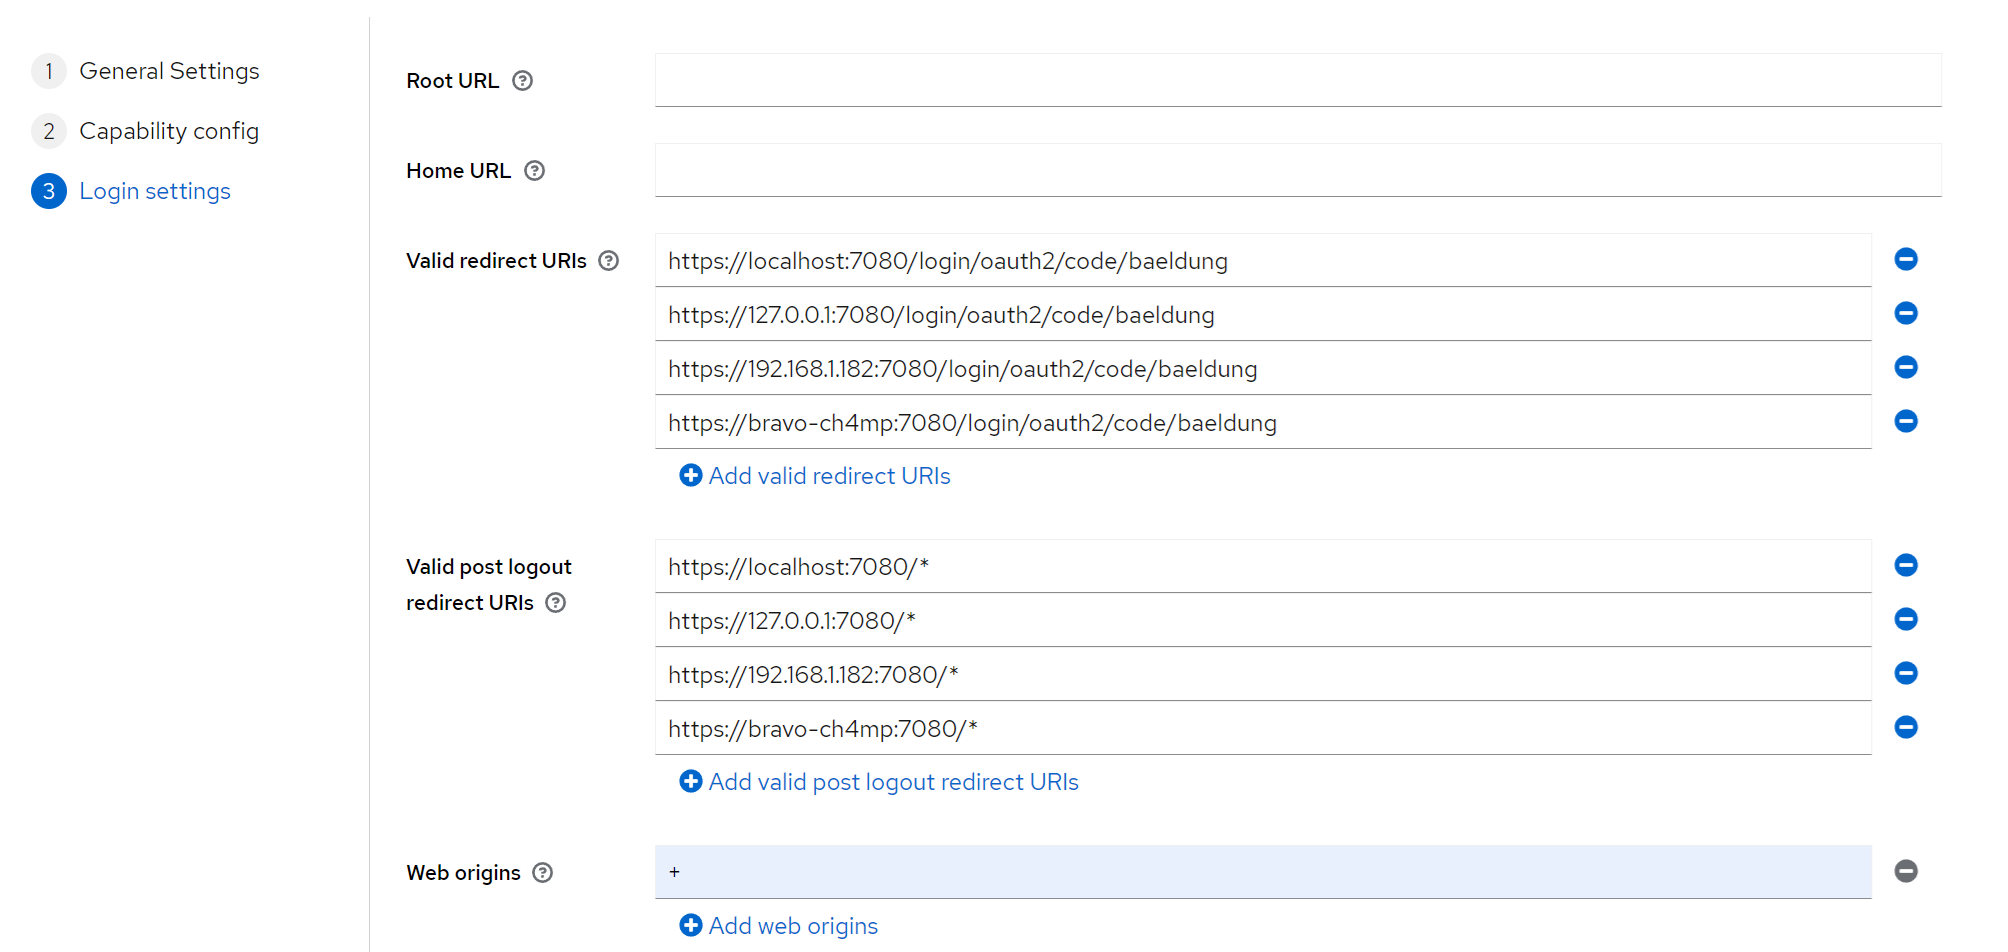 1 General Settings
2 Capability config
3 Login settings
Root URL
Home URL
Valid redirect URIs
https://localhost:7080/login/oauth2/code/baeldung
https://127.0.0.1:7080/login/oauth2/code/baeldung
https://192.168.1.182:7080/login/oauth2/code/baeldung
https://bravo-ch4mp:7080/login/oauth2/code/baeldung
Add valid redirect URIs
Valid post logout
redirect URIs
https://localhost:7080/*
https://127.0.0.1:7080/*
https://192.168.1.182:7080/*
https://bravo-ch4mp:7080/*
Add valid post logout redirect URIs
Web origins
+
Add web origins